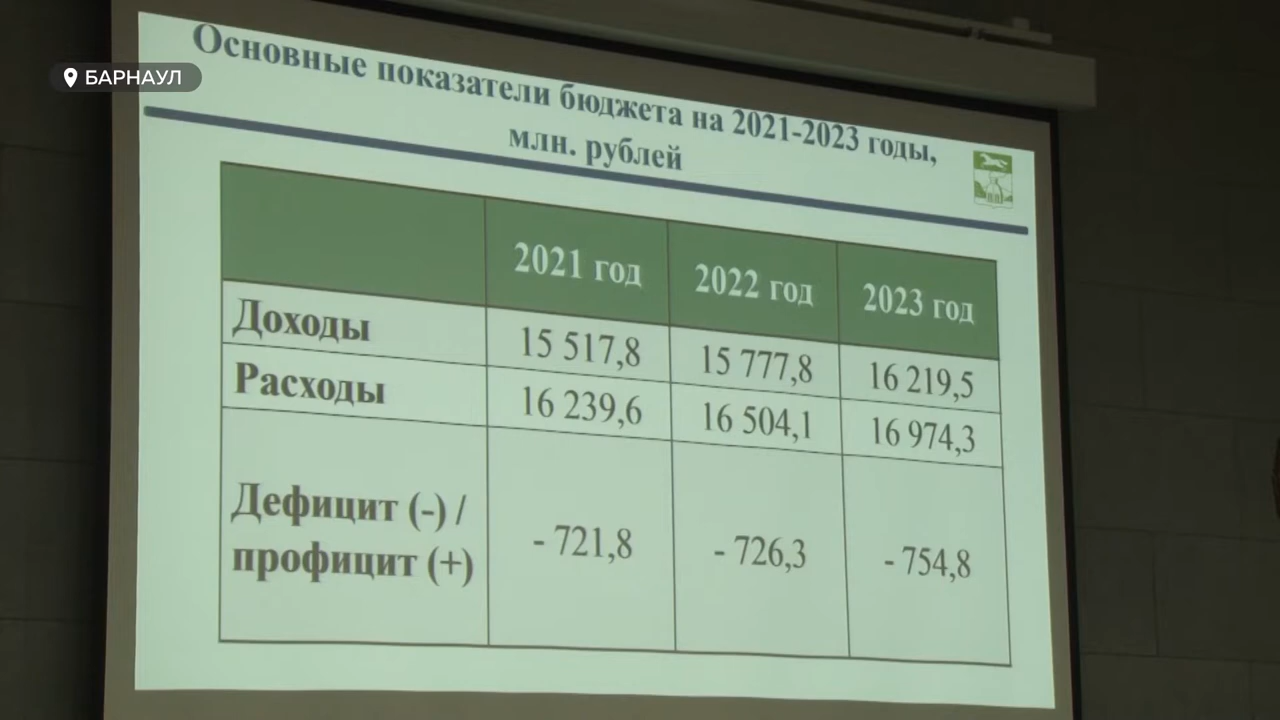 БАРНАУЛ
Основные показатели бюджета на 2021-2023 годы,
млн. рублей
2021 год 2022 год 2023 год
Доходы 15 517,8 15 777,8 16 219,5
Расходы 16 239,6 16 504,1 16 974,3
Дефицит (-) /
профицит (+) - 721,8 - 726,3 - 754,8